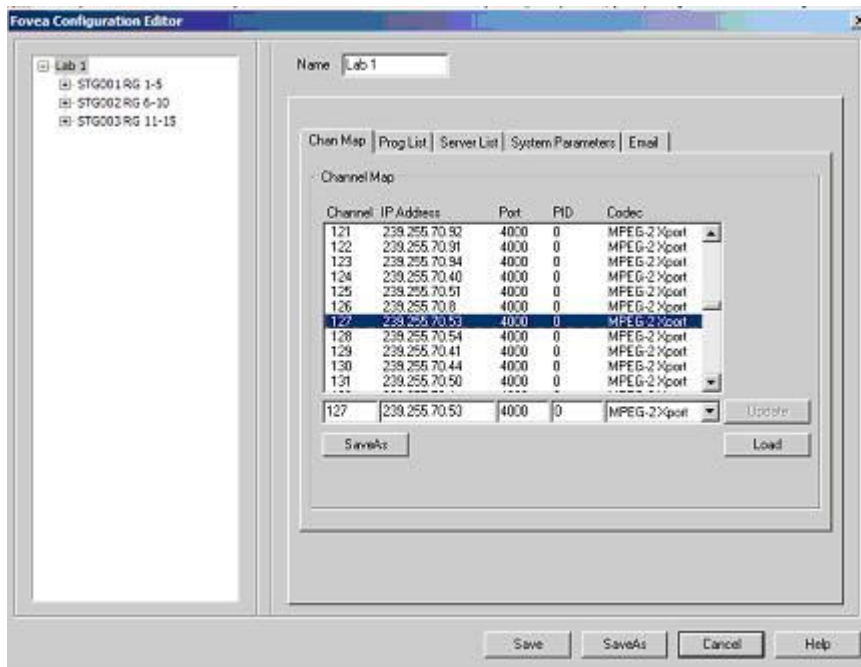 Fovea Configuration Editor
Lab 1
STG001 RG 1-5
STG002 RG 6-10
STG003 RG 11-15
Name Lab 1
Chan Map Prog List Server List System Parameters Email
Channel Map
Channel IP Address Port PID Codec
121 239.255.70.92 4000 0 MPEG-2 Xport
122 239.255.70.91 4000 0 MPEG-2 Xport
123 239.255.70.94 4000 0 MPEG-2 Xport
124 239.255.70.40 4000 0 MPEG-2 Xport
125 239.255.70.51 4000 0 MPEG-2 Xport
126 239.255.70.8 4000 0 MPEG-2 Xport
127 239.255.70.53 4000 0 MPEG-2 Xport
128 239.255.70.54 4000 0 MPEG-2 Xport
129 239.255.70.41 4000 0 MPEG-2 Xport
130 239.255.70.44 4000 0 MPEG-2 Xport
131 239.255.70.50 4000 0 MPEG-2 Xport
127 239.255.70.53 4000 0 MPEG-2 Xport Update
SaveAs Load
Save SaveAs Cancel Help